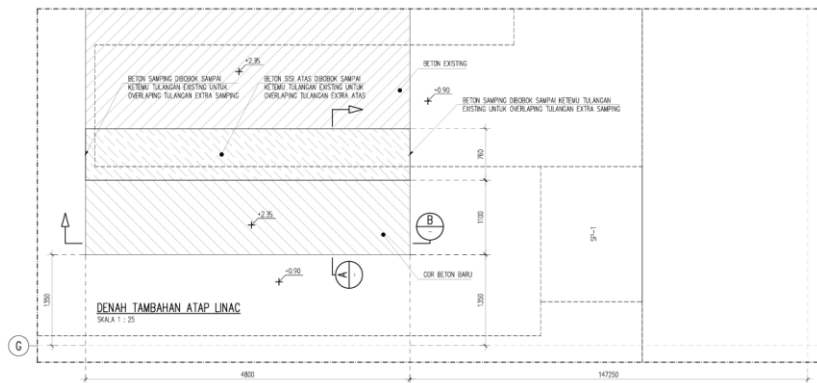 +2.95
BETON SAMPING DIBOBOK SAMPAI
KETEMU TULANGAN EXISTING UNTUK
OVERLAPING TULANGAN EXTRA SAMPING
BETON SISI ATAS DIBOBOK SAMPAI
KETEMU TULANGAN EXISTING UNTUK
OVERLAPING TULANGAN EXTRA ATAS
BETON EXISTING
+0.90
BETON SAMPING DIBOBOK SAMPAI KETEMU TULANGAN
EXISTING UNTUK OVERLAPING TULANGAN EXTRA SAMPING
760
1100
+2.35
B
A
SP-1
COR BETON BARU
+0.90
1350
1350
DENAH TAMBAHAN ATAP LINAC
SKALA 1 : 25
G
4800
147250